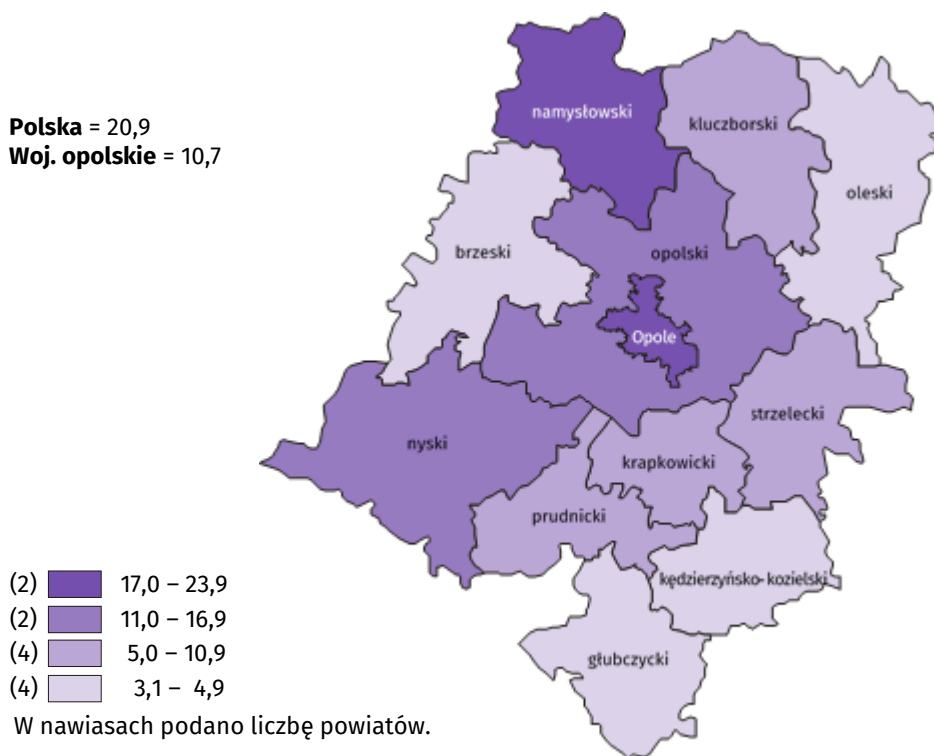 Polska = 20,9
Woj. opolskie = 10,7
namysłowski
kluczborski
oleski
brzeski
opolski
Opole
strzelecki
nyski
krapkowicki
prudnicki
kędzierzyńsko-kozielski
głubczycki
(2) 17,0 – 23,9
(2) 11,0 – 16,9
(4) 5,0 – 10,9
(4) 3,1 – 4,9
W nawiasach podano liczbę powiatów.